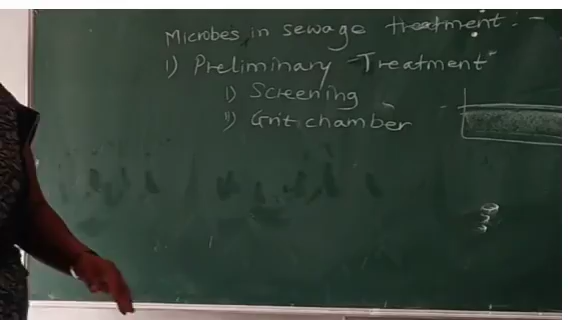 Microbes in sewage treatment :-
1) Preliminary Treatment
i) Screening
ii) Grit chamber